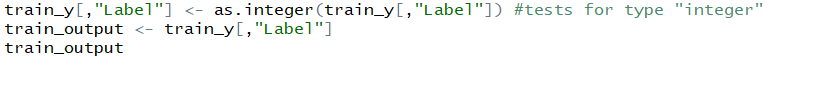 train_y[,"Label"] <- as.integer(train_y[,"Label"]) #tests for type "integer"
train_output <- train_y[,"Label"]
train_output